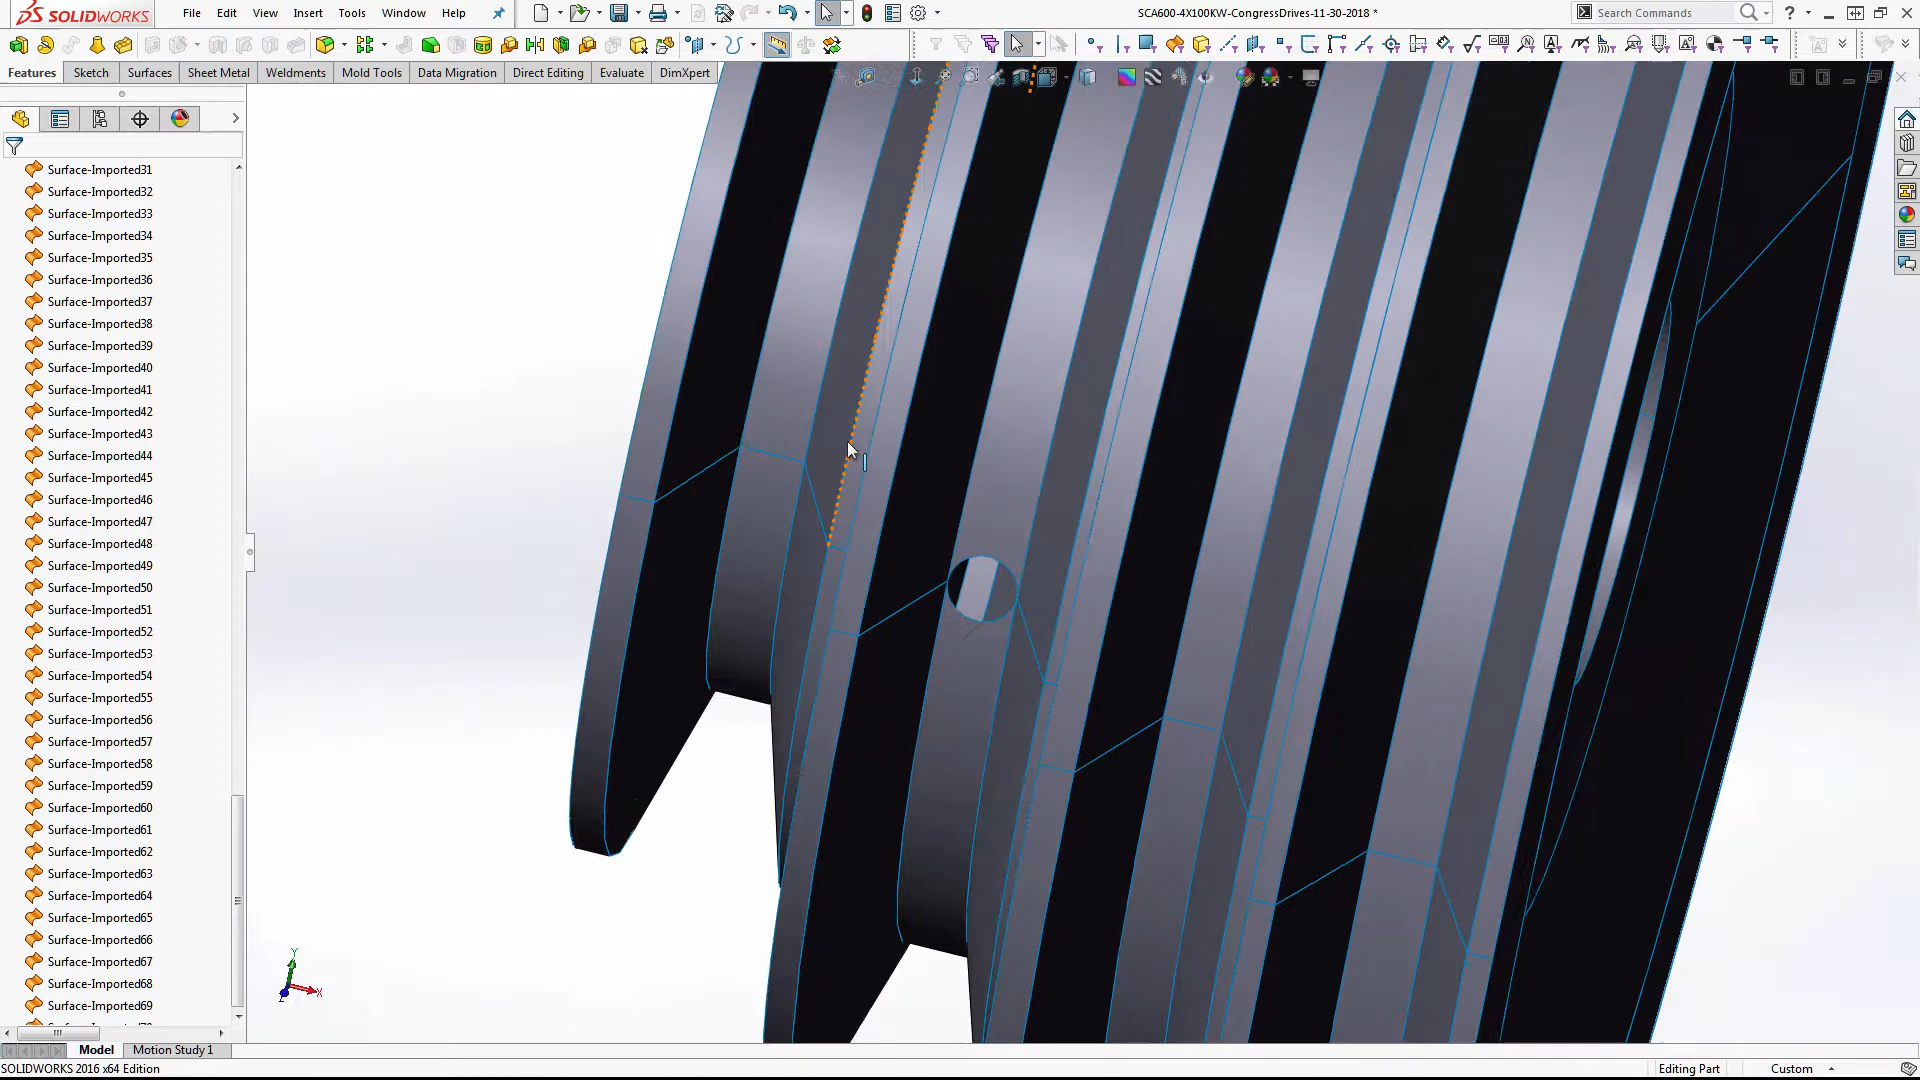 SOLIDWORKS
File Edit View Insert Tools Window Help
SCA600-4X100KW-CongressDrives-11-30-2018 *
Search Commands
Features Sketch Surfaces Sheet Metal Weldments Mold Tools Data Migration Direct Editing Evaluate DimXpert
Surface-Imported31
Surface-Imported32
Surface-Imported33
Surface-Imported34
Surface-Imported35
Surface-Imported36
Surface-Imported37
Surface-Imported38
Surface-Imported39
Surface-Imported40
Surface-Imported41
Surface-Imported42
Surface-Imported43
Surface-Imported44
Surface-Imported45
Surface-Imported46
Surface-Imported47
Surface-Imported48
Surface-Imported49
Surface-Imported50
Surface-Imported51
Surface-Imported52
Surface-Imported53
Surface-Imported54
Surface-Imported55
Surface-Imported56
Surface-Imported57
Surface-Imported58
Surface-Imported59
Surface-Imported60
Surface-Imported61
Surface-Imported62
Surface-Imported63
Surface-Imported64
Surface-Imported65
Surface-Imported66
Surface-Imported67
Surface-Imported68
Surface-Imported69
Y
X
Z
Model Motion Study 1
SOLIDWORKS 2016 x64 Edition
Editing Part Custom